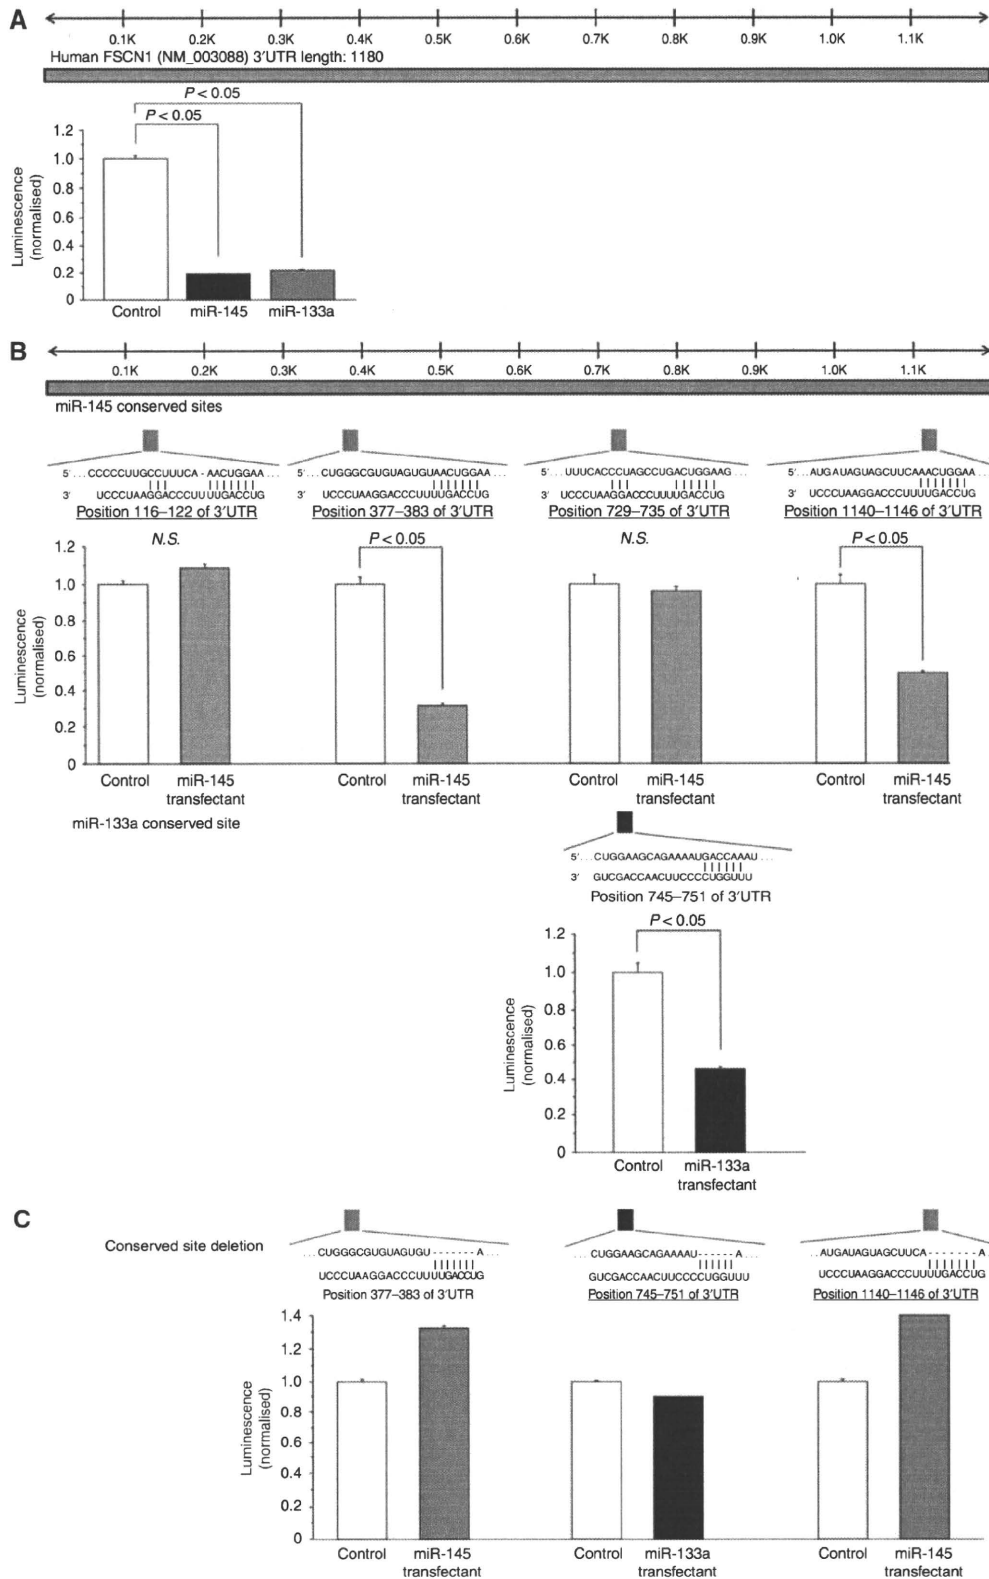 A
0.1K 0.2K 0.3K 0.4K 0.5K 0.6K 0.7K 0.8K 0.9K 1.0K 1.1K
Human FSCN1 (NM_003088) 3′UTR length: 1180
P < 0.05
P < 0.05
Luminescence
(normalised)
1.2
1.0
0.8
0.6
0.4
0.2
0
Control miR-145 miR-133a
B
0.1K 0.2K 0.3K 0.4K 0.5K 0.6K 0.7K 0.8K 0.9K 1.0K 1.1K
miR-145 conserved sites
5′... CCCCCUUGCCUUUCA - AACUGGAA ...
3′ UCCCUAAGGACCCUUUUGACCUG
Position 116–122 of 3′UTR
5′... CUGGGCGUGUAGUGUAACUGGAA ...
3′ UCCCUAAGGACCCUUUUGACCUG
Position 377–383 of 3′UTR
5′... UUUCACCCUAGCCUGACUGGAAG ...
3′ UCCCUAAGGACCCUUUUGACCUG
Position 729–735 of 3′UTR
5′... AUGAUAGUAGCUUCAAACUGGAA ...
3′ UCCCUAAGGACCCUUUUGACCUG
Position 1140–1146 of 3′UTR
N.S.
P < 0.05
N.S.
P < 0.05
Luminescence
(normalised)
1.2
1.0
0.8
0.6
0.4
0.2
0
Control miR-145 transfectant
Control miR-145 transfectant
Control miR-145 transfectant
Control miR-145 transfectant
miR-133a conserved site
5′... CUGGAAGCAGAAAAUGACCAAAU ...
3′ GUCGACCAACUUCCCCUGGUUU
Position 745–751 of 3′UTR
P < 0.05
Luminescence
(normalised)
1.2
1.0
0.8
0.6
0.4
0.2
0
Control miR-133a
transfectant
C
Conserved site deletion
... CUGGGCGUGUAGUGU-------A...
UCCCUAAGGACCCUUUUGACCUG
Position 377–383 of 3′UTR
... CUGGAAGCAGAAAAU------A...
GUCGACCAACUUCCCCUGGUUU
Position 745–751 of 3′UTR
... AUGAUAGUAGCUUCA-------A...
UCCCUAAGGACCCUUUUGACCUG
Position 1140–1146 of 3′UTR
Luminescence
(normalised)
1.4
1.0
0.8
0.6
0.4
0.2
0
Control miR-145 transfectant
Control miR-133a transfectant
Control miR-145 transfectant